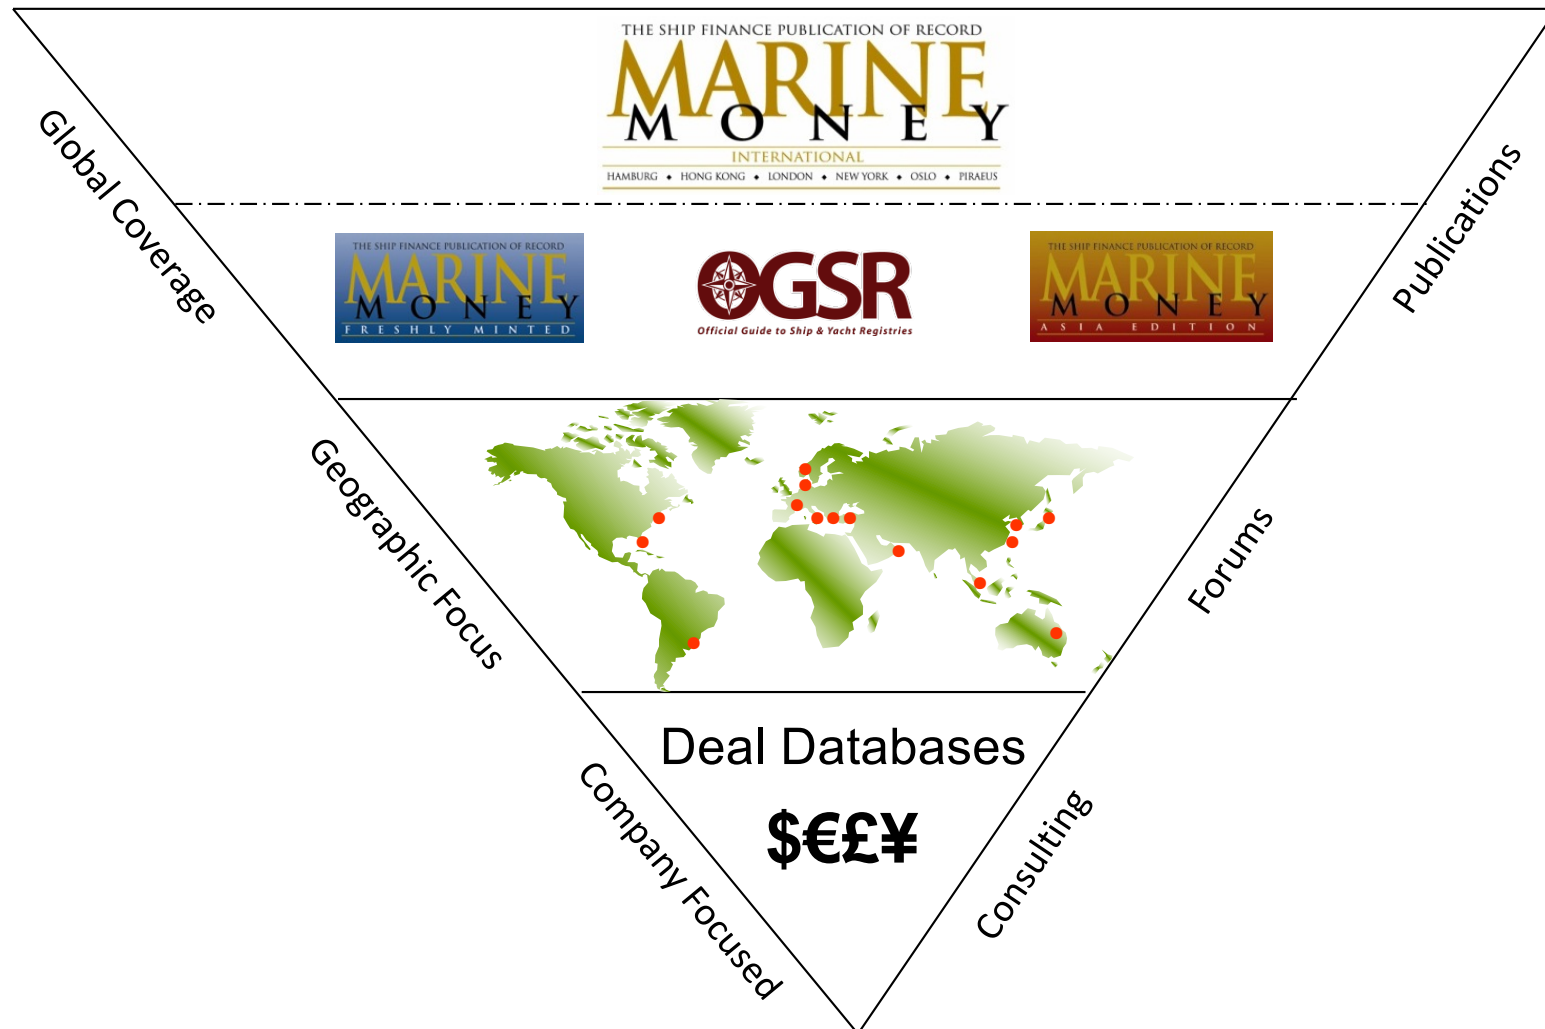 THE SHIP FINANCE PUBLICATION OF RECORD
MARINE
MONEY
INTERNATIONAL
HAMBURG ◆ HONG KONG ◆ LONDON ◆ NEW YORK ◆ OSLO ◆ PIRAEUS
Global Coverage
Publications
THE SHIP FINANCE PUBLICATION OF RECORD
MARINE
MONEY
FRESHLY MINTED
OGSR
Official Guide to Ship & Yacht Registries
THE SHIP FINANCE PUBLICATION OF RECORD
MARINE
MONEY
ASIA EDITION
Geographic Focus
Forums
Deal Databases
$€£¥
Company Focused
Consulting